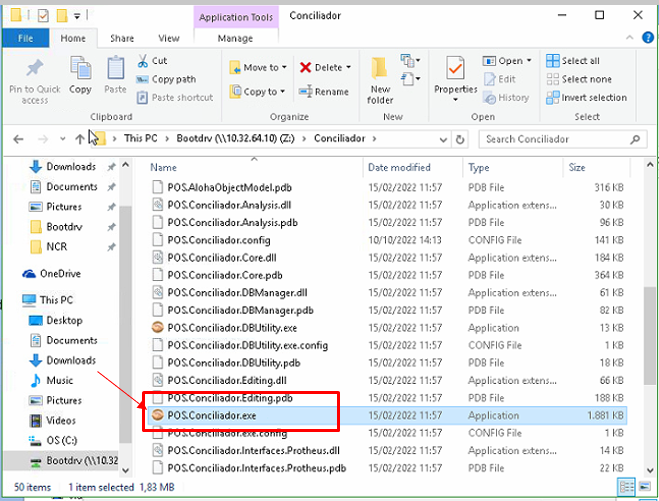 Application Tools Conciliador
File Home Share View Manage
Pin to Quick access
Copy
Paste
Cut
Copy path
Paste shortcut
Clipboard
Move to
Copy to
Delete
Rename
Organize
New folder
New
Properties
Open
Edit
History
Open
Select all
Select none
Invert selection
Select
This PC > Bootdrv (\\10.32.64.10) (Z:) > Conciliador >
Search Conciliador
Downloads
Documents
Pictures
Bootdrv
NCR
OneDrive
This PC
Desktop
Documents
Downloads
Music
Pictures
Videos
OS (C:)
Bootdrv (\\10.32
Name Date modified Type Size
POS.AlohaObjectModel.pdb 15/02/2022 11:57 PDB File 316 KB
POS.Conciliador.Analysis.dll 15/02/2022 11:57 Application extens... 30 KB
POS.Conciliador.Analysis.pdb 15/02/2022 11:57 PDB File 96 KB
POS.Conciliador.config 10/10/2022 14:13 CONFIG File 141 KB
POS.Conciliador.Core.dll 15/02/2022 11:57 Application extens... 184 KB
POS.Conciliador.Core.pdb 15/02/2022 11:57 PDB File 364 KB
POS.Conciliador.DBManager.dll 15/02/2022 11:57 Application extens... 61 KB
POS.Conciliador.DBManager.pdb 15/02/2022 11:57 PDB File 82 KB
POS.Conciliador.DBUtility.exe 15/02/2022 11:57 Application 13 KB
POS.Conciliador.DBUtility.exe.config 15/02/2022 11:57 CONFIG File 1 KB
POS.Conciliador.DBUtility.pdb 15/02/2022 11:57 PDB File 18 KB
POS.Conciliador.Editing.dll 15/02/2022 11:57 Application extens... 66 KB
POS.Conciliador.Editing.pdb 15/02/2022 11:57 PDB File 188 KB
POS.Conciliador.exe 15/02/2022 11:57 Application 1.881 KB
POS.Conciliador.exe.config 15/02/2022 11:57 CONFIG File 1 KB
POS.Conciliador.Interfaces.Protheus.dll 15/02/2022 11:57 Application extens... 14 KB
POS.Conciliador.Interfaces.Protheus.pdb 15/02/2022 11:57 PDB File 22 KB
50 items 1 item selected 1,83 MB